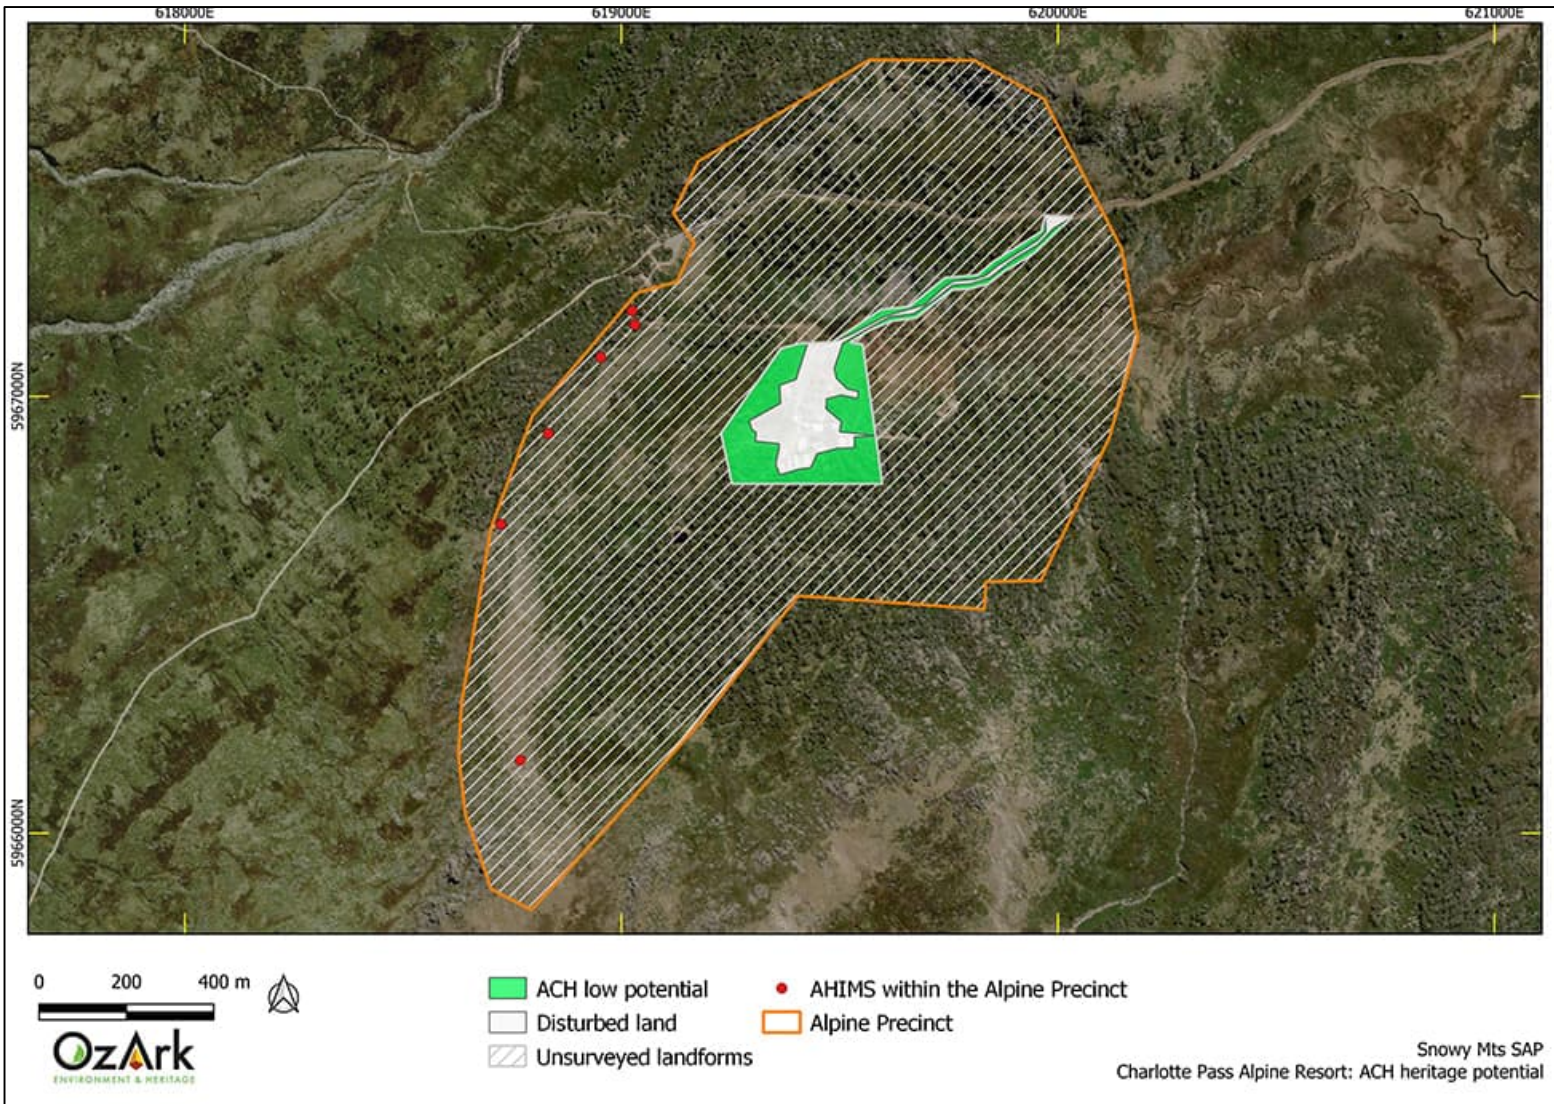 618000E
619000E
620000E
621000E
5967000N
5966000N
0 200 400 m
ACH low potential
Disturbed land
Unsurveyed landforms
AHIMS within the Alpine Precinct
Alpine Precinct
OzArk
ENVIRONMENT & HERITAGE
Snowy Mts SAP
Charlotte Pass Alpine Resort: ACH heritage potential